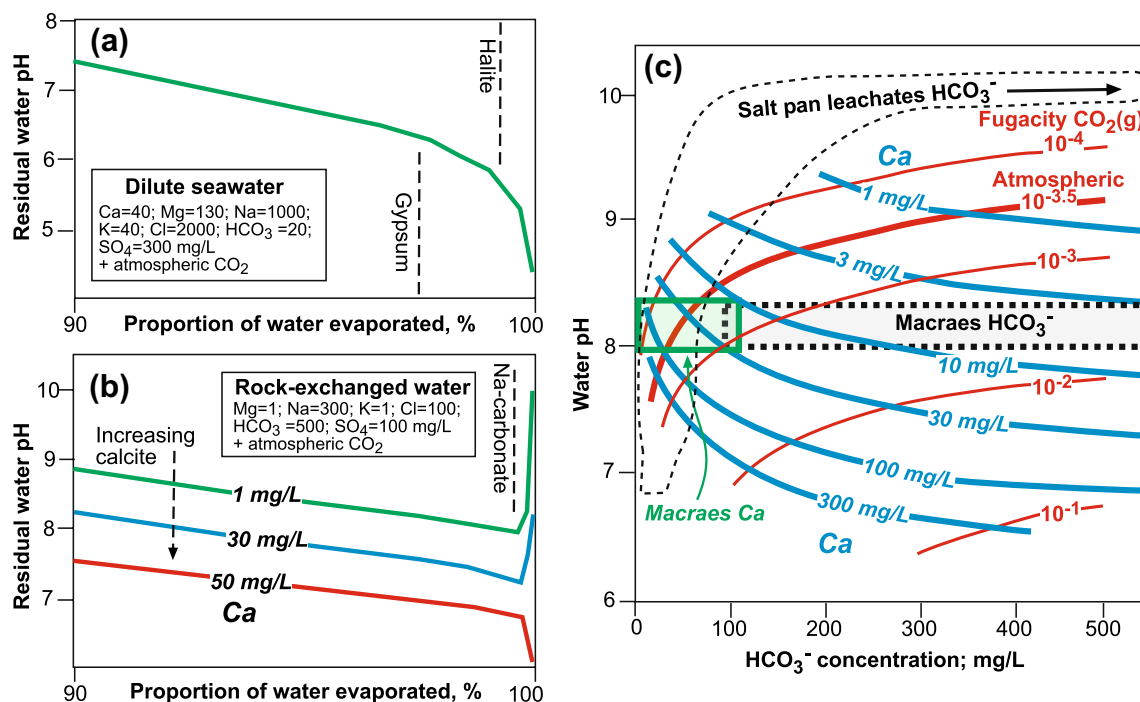 (a)
Residual water pH
8
7
6
5
Halite
Gypsum
Dilute seawater
Ca=40; Mg=130; Na=1000;
K=40; Cl=2000; HCO₃ =20;
SO₄=300 mg/L
+ atmospheric CO₂
90
Proportion of water evaporated, %
100
(b)
Residual water pH
10
9
8
7
Rock-exchanged water
Mg=1; Na=300; K=1; Cl=100;
HCO₃ =500; SO₄=100 mg/L
+ atmospheric CO₂
Na-carbonate
Increasing
calcite
1 mg/L
30 mg/L
50 mg/L
Ca
90
Proportion of water evaporated, %
100
(c)
Water pH
10
9
8
7
6
Salt pan leachates HCO₃⁻
Fugacity CO₂(g)
10⁻⁴
Ca
Atmospheric
10⁻³·⁵
1 mg/L
3 mg/L
10⁻³
Macraes HCO₃⁻
10 mg/L
10⁻²
30 mg/L
100 mg/L
Macraes Ca
300 mg/L
10⁻¹
Ca
0
100
200
300
400
500
HCO₃⁻ concentration; mg/L